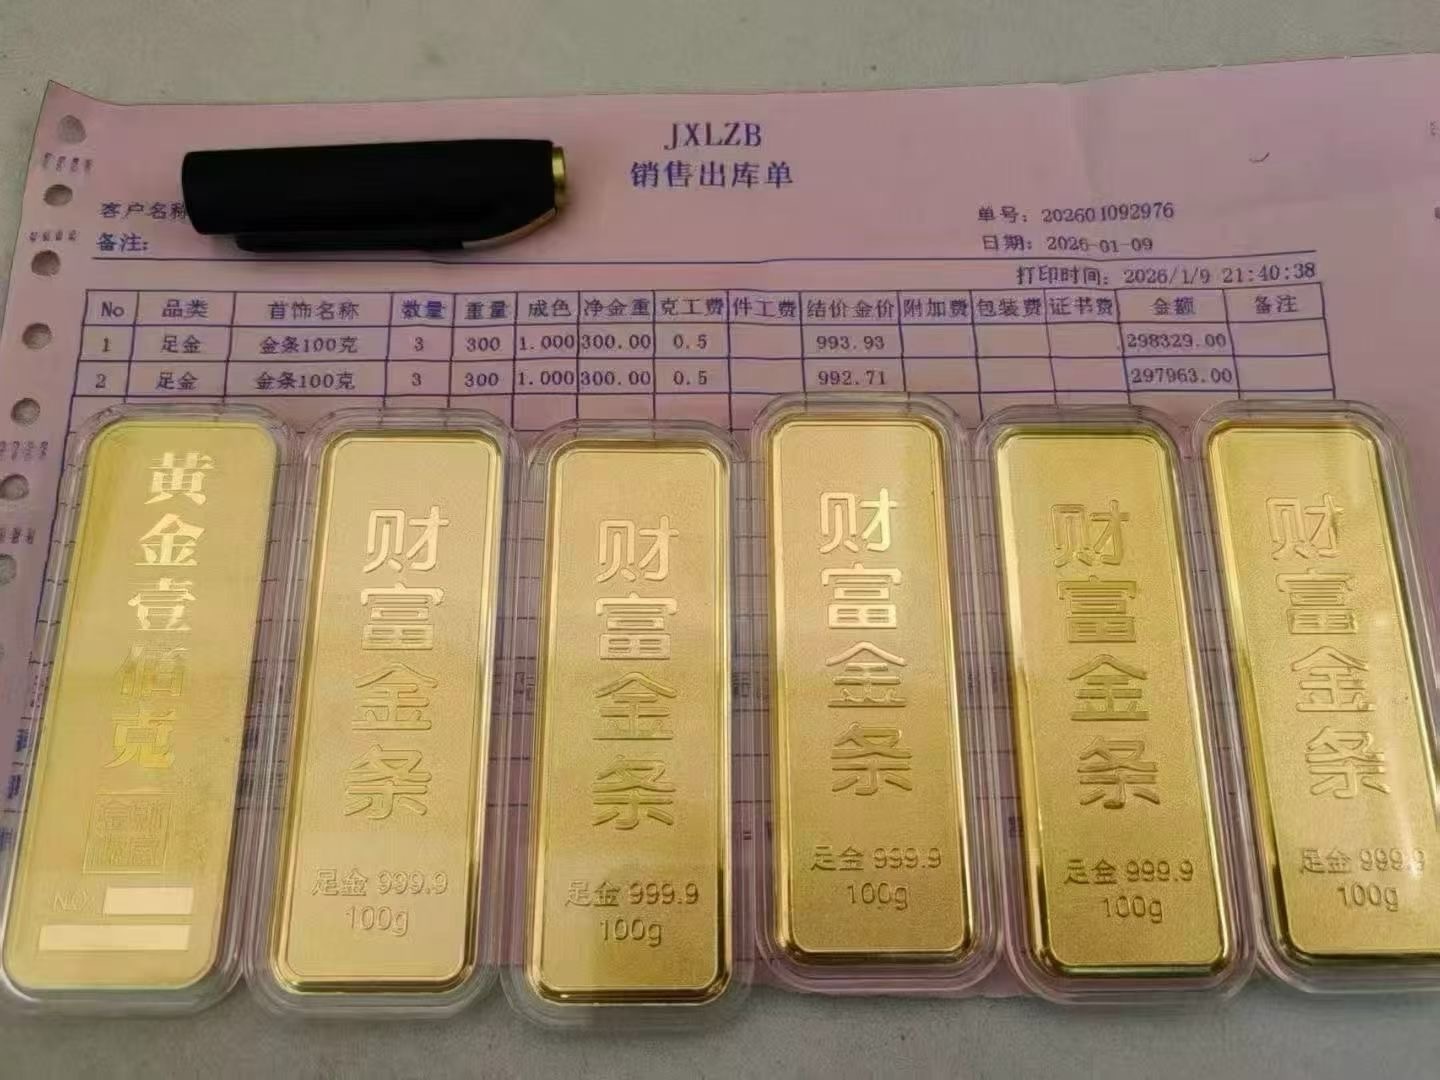 JXLZB
销售出库单
客户名称
单号: 202601092976
备注:
日期: 2026-01-09
打印时间: 2026/1/9 21:40:38
No 品类 首饰名称 数量 重量 成色 净金重 克工费 件工费 结价金价 附加费 包装费 证书费 金额 备注
1 足金 金条100克 3 300 1.000 300.00 0.5 993.93 298329.00
2 足金 金条100克 3 300 1.000 300.00 0.5 992.71 297963.00
黄金壹佰克
NO:
财富金条
足金 999.9
100g
财富金条
足金 999.9
100g
财富金条
足金 999.9
100g
财富金条
足金 999.9
100g
财富金条
足金 999.9
100g